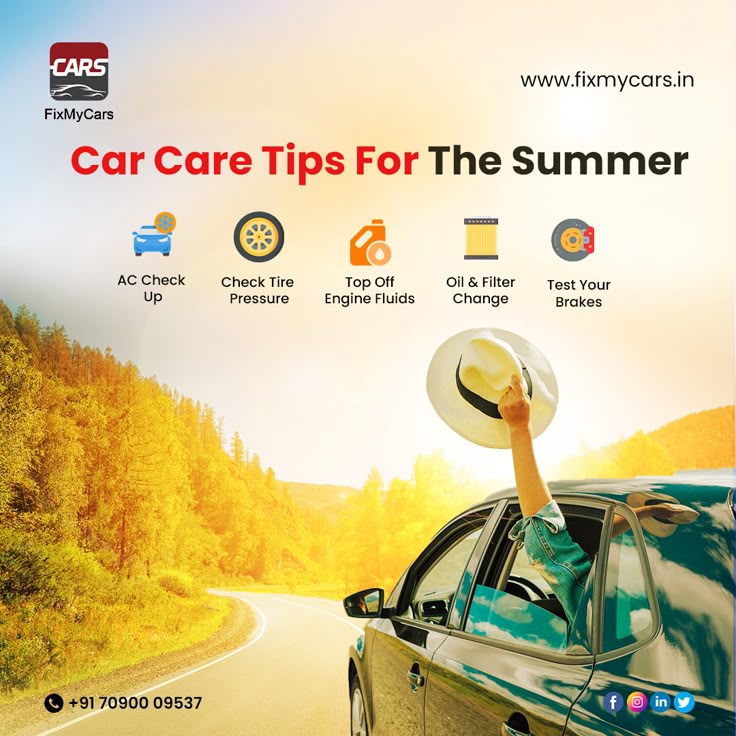 CARS
FixMyCars
www.fixmycars.in
Car Care Tips For The Summer
AC Check
Up
Check Tire
Pressure
Top Off
Engine Fluids
Oil & Filter
Change
Test Your
Brakes
+91 70900 09537